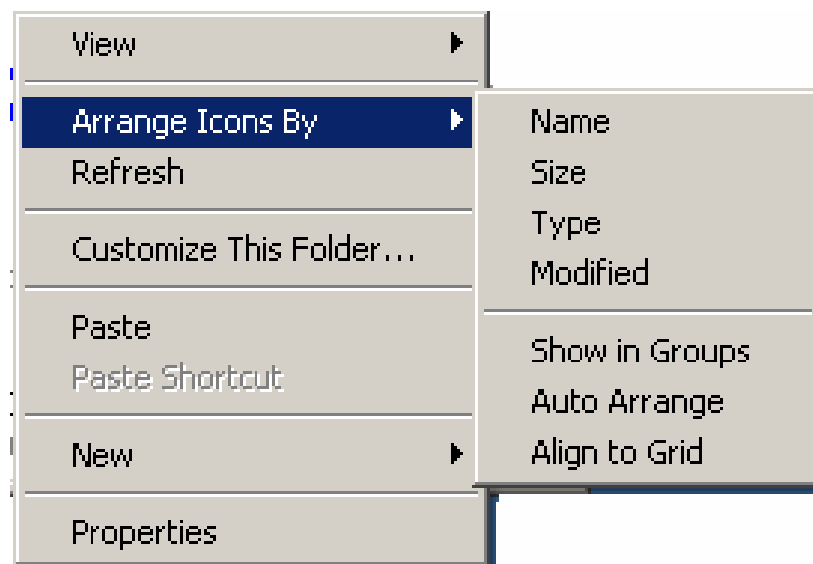 View
Arrange Icons By
Refresh
Customize This Folder...
Paste
Paste Shortcut
New
Properties
Name
Size
Type
Modified
Show in Groups
Auto Arrange
Align to Grid